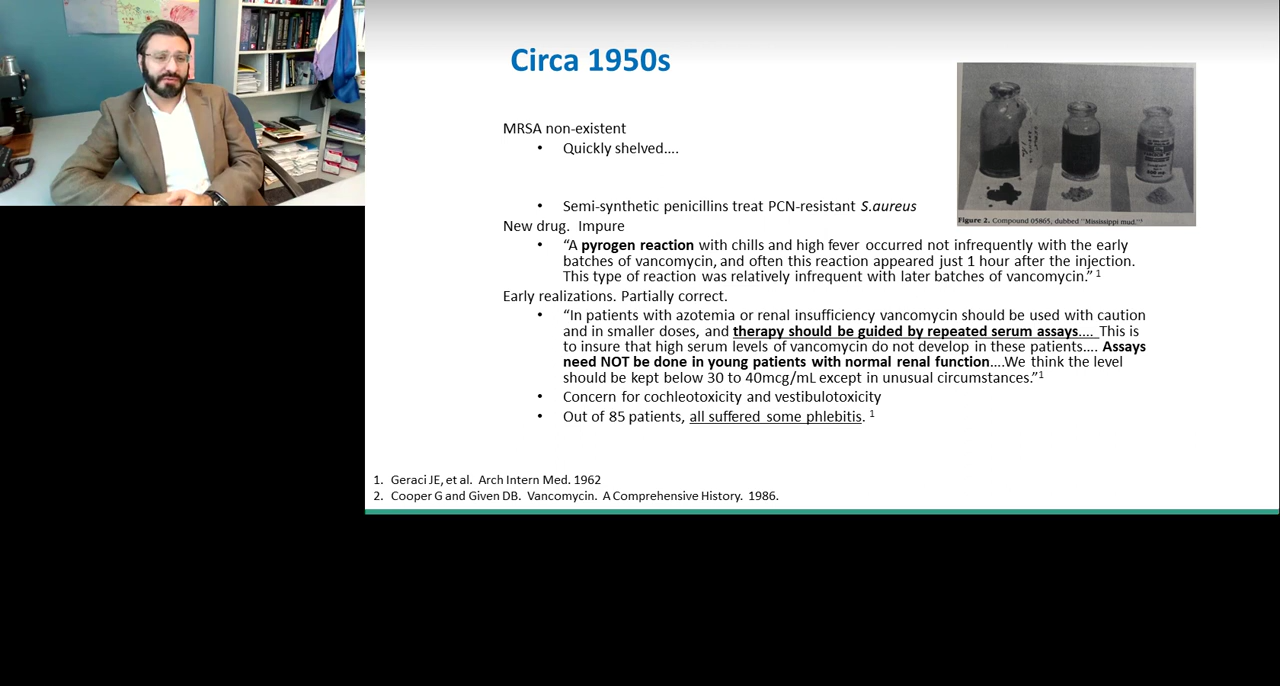 Circa 1950s
MRSA non-existent
• Quickly shelved....
• Semi-synthetic penicillins treat PCN-resistant S.aureus
New drug. Impure
• “A pyrogen reaction with chills and high fever occurred not infrequently with the early
batches of vancomycin, and often this reaction appeared just 1 hour after the injection.
This type of reaction was relatively infrequent with later batches of vancomycin.” 1
Early realizations. Partially correct.
• “In patients with azotemia or renal insufficiency vancomycin should be used with caution
and in smaller doses, and therapy should be guided by repeated serum assays.... This is
to insure that high serum levels of vancomycin do not develop in these patients.... Assays
need NOT be done in young patients with normal renal function....We think the level
should be kept below 30 to 40mcg/mL except in unusual circumstances.”1
• Concern for cochleotoxicity and vestibulotoxicity
• Out of 85 patients, all suffered some phlebitis. 1
Figure 2. Compound 05865, dubbed “Mississippi mud.”
1. Geraci JE, et al. Arch Intern Med. 1962
2. Cooper G and Given DB. Vancomycin. A Comprehensive History. 1986.